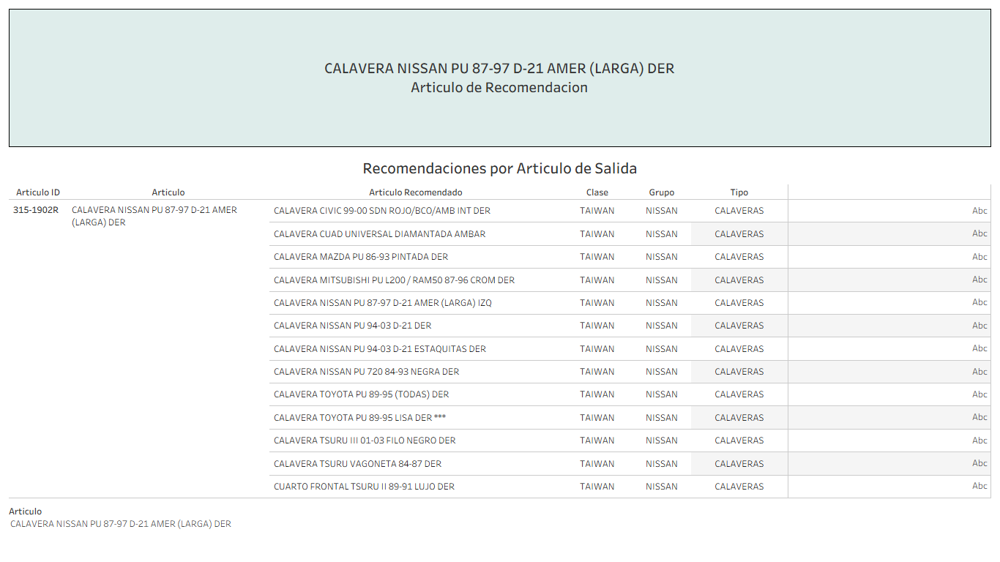 CALAVERA NISSAN PU 87-97 D-21 AMER (LARGA) DER
Articulo de Recomendacion
Recomendaciones por Articulo de Salida
Articulo ID Articulo Articulo Recomendado Clase Grupo Tipo
315-1902R CALAVERA NISSAN PU 87-97 D-21 AMER CALAVERA CIVIC 99-00 SDN ROJO/BCO/AMB INT DER TAIWAN NISSAN CALAVERAS Abc
(LARGA) DER
CALAVERA CUAD UNIVERSAL DIAMANTADA AMBAR TAIWAN NISSAN CALAVERAS Abc
CALAVERA MAZDA PU 86-93 PINTADA DER TAIWAN NISSAN CALAVERAS Abc
CALAVERA MITSUBISHI PU L200 / RAM50 87-96 CROM DER TAIWAN NISSAN CALAVERAS Abc
CALAVERA NISSAN PU 87-97 D-21 AMER (LARGA) IZQ TAIWAN NISSAN CALAVERAS Abc
CALAVERA NISSAN PU 94-03 D-21 DER TAIWAN NISSAN CALAVERAS Abc
CALAVERA NISSAN PU 94-03 D-21 ESTAQUITAS DER TAIWAN NISSAN CALAVERAS Abc
CALAVERA NISSAN PU 720 84-93 NEGRA DER TAIWAN NISSAN CALAVERAS Abc
CALAVERA TOYOTA PU 89-95 (TODAS) DER TAIWAN NISSAN CALAVERAS Abc
CALAVERA TOYOTA PU 89-95 LISA DER *** TAIWAN NISSAN CALAVERAS Abc
CALAVERA TSURU III 01-03 FILO NEGRO DER TAIWAN NISSAN CALAVERAS Abc
CALAVERA TSURU VAGONETA 84-87 DER TAIWAN NISSAN CALAVERAS Abc
CUARTO FRONTAL TSURU II 89-91 LUJO DER TAIWAN NISSAN CALAVERAS Abc
Articulo
CALAVERA NISSAN PU 87-97 D-21 AMER (LARGA) DER